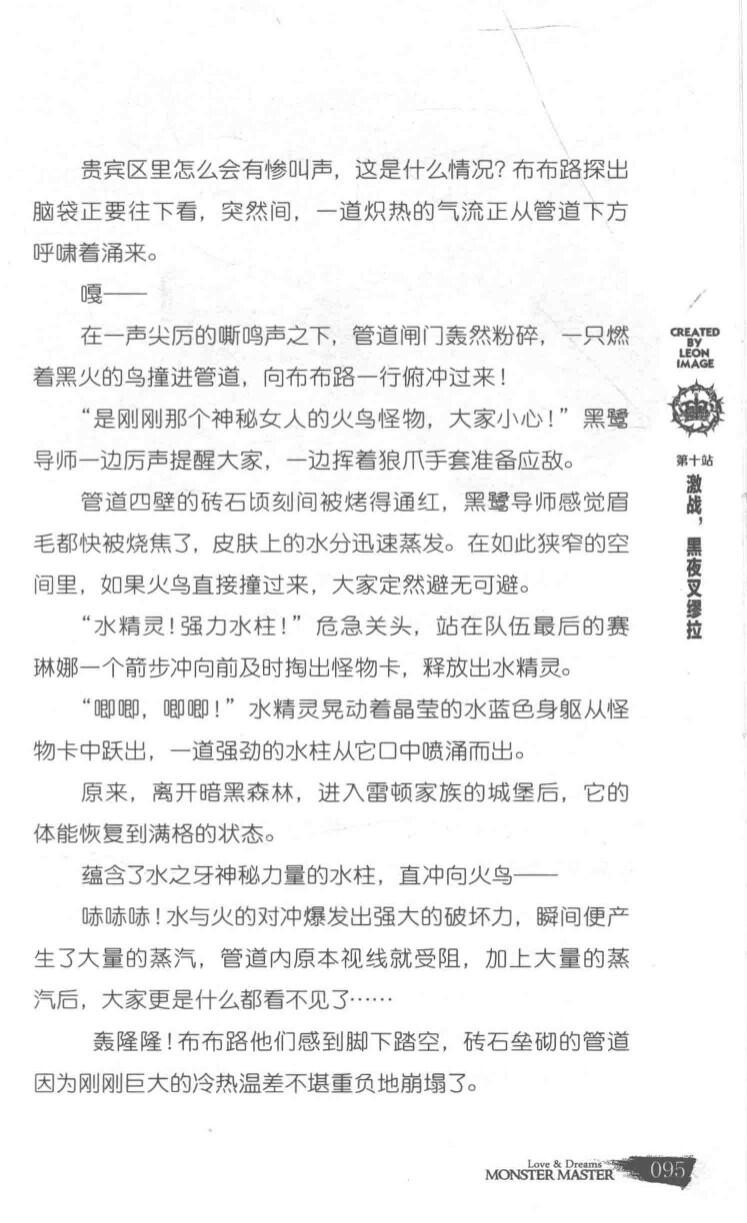 贵宾区里怎么会有惨叫声，这是什么情况？布布路探出
脑袋正要往下看，突然间，一道炽热的气流正从管道下方
呼啸着涌来。
嘎——
在一声尖厉的嘶鸣声之下，管道闸门轰然粉碎，一只燃
着黑火的鸟撞进管道，向布布路一行俯冲过来！
“是刚刚那个神秘女人的火鸟怪物，大家小心！”黑鹭
导师一边厉声提醒大家，一边挥着狼爪手套准备应敌。
管道四壁的砖石顷刻间被烤得通红，黑鹭导师感觉眉
毛都快被烧焦了，皮肤上的水分迅速蒸发。在如此狭窄的空
间里，如果火鸟直接撞过来，大家定然避无可避。
“水精灵！强力水柱！”危急关头，站在队伍最后的赛
琳娜一个箭步冲向前及时掏出怪物卡，释放出水精灵。
“唧唧，唧唧！”水精灵晃动着晶莹的水蓝色身躯从怪
物卡中跃出，一道强劲的水柱从它口中喷涌而出。
原来，离开暗黑森林，进入雷顿家族的城堡后，它的
体能恢复到满格的状态。
蕴含了水之牙神秘力量的水柱，直冲向火鸟——
哧哧哧！水与火的对冲爆发出强大的破坏力，瞬间便产
生了大量的蒸汽，管道内原本视线就受阻，加上大量的蒸
汽后，大家更是什么都看不见了……
轰隆隆！布布路他们感到脚下踏空，砖石垒砌的管道
因为刚刚巨大的冷热温差不堪重负地崩塌了。
CREATED
BY
LEON
IMAGE
第十站
激战，黑夜叉缪拉
Love & Dreams
MONSTER MASTER
095